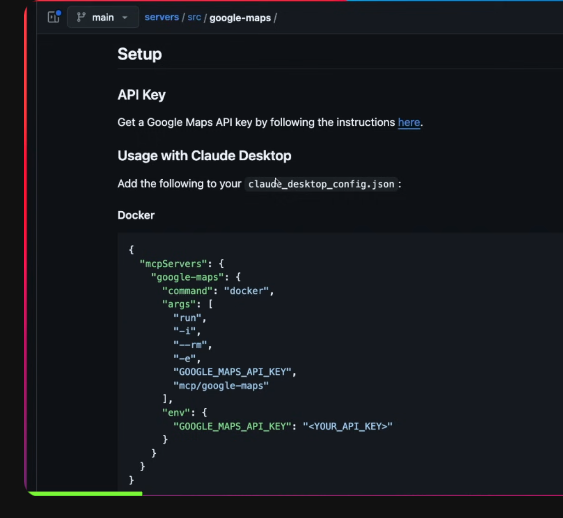 main
servers / src / google-maps /
Setup
API Key
Get a Google Maps API key by following the instructions here.
Usage with Claude Desktop
Add the following to your claude_desktop_config.json :
Docker
{
"mcpServers": {
"google-maps": {
"command": "docker",
"args": [
"run",
"-i",
"--rm",
"-e",
"GOOGLE_MAPS_API_KEY",
"mcp/google-maps"
],
"env": {
"GOOGLE_MAPS_API_KEY": "<YOUR_API_KEY>"
}
}
}
}